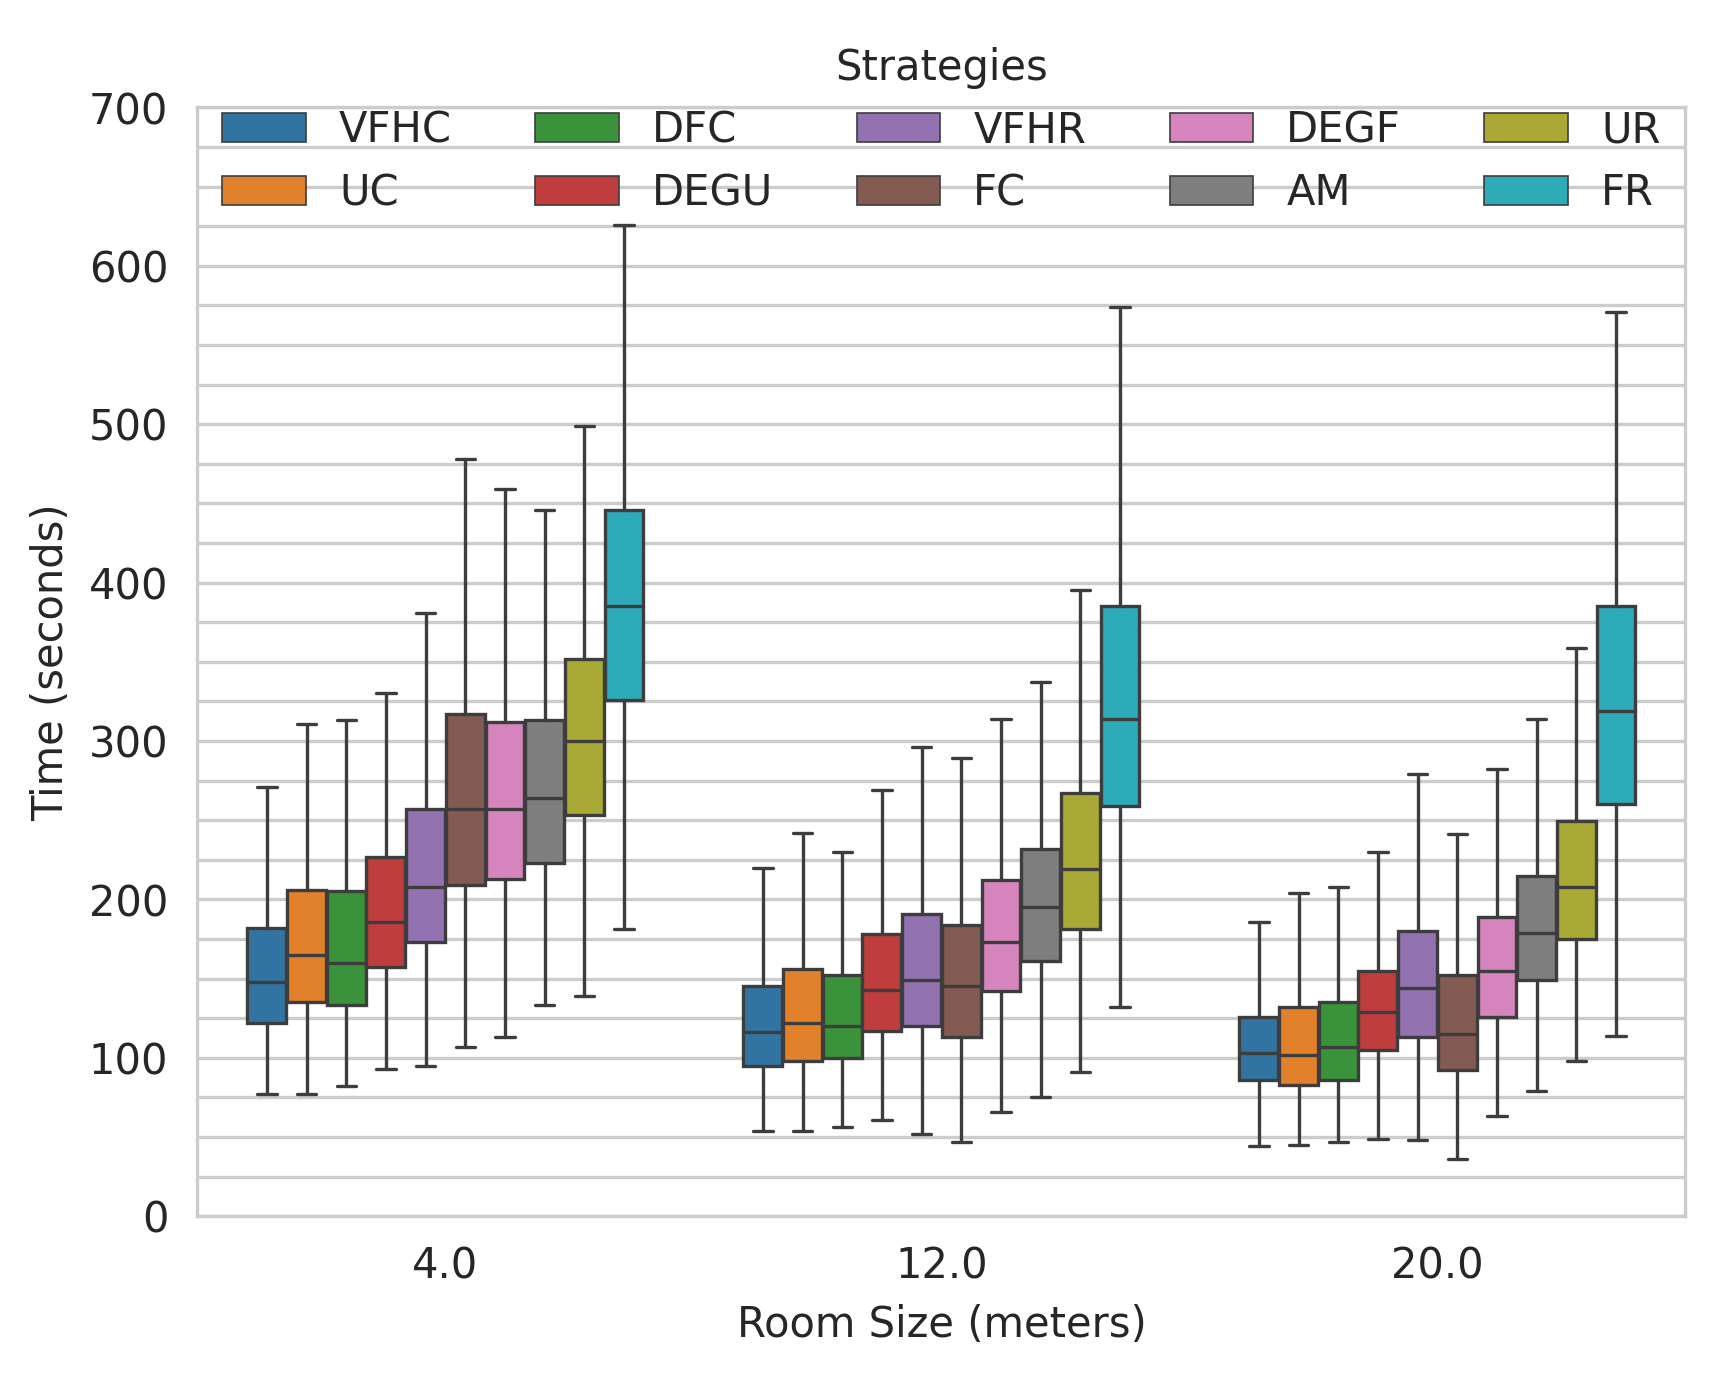 Strategies
VFHC DFC VFHR DEGF UR
UC DEGU FC AM FR
700
600
500
400
300
200
100
0
Time (seconds)
4.0 12.0 20.0
Room Size (meters)